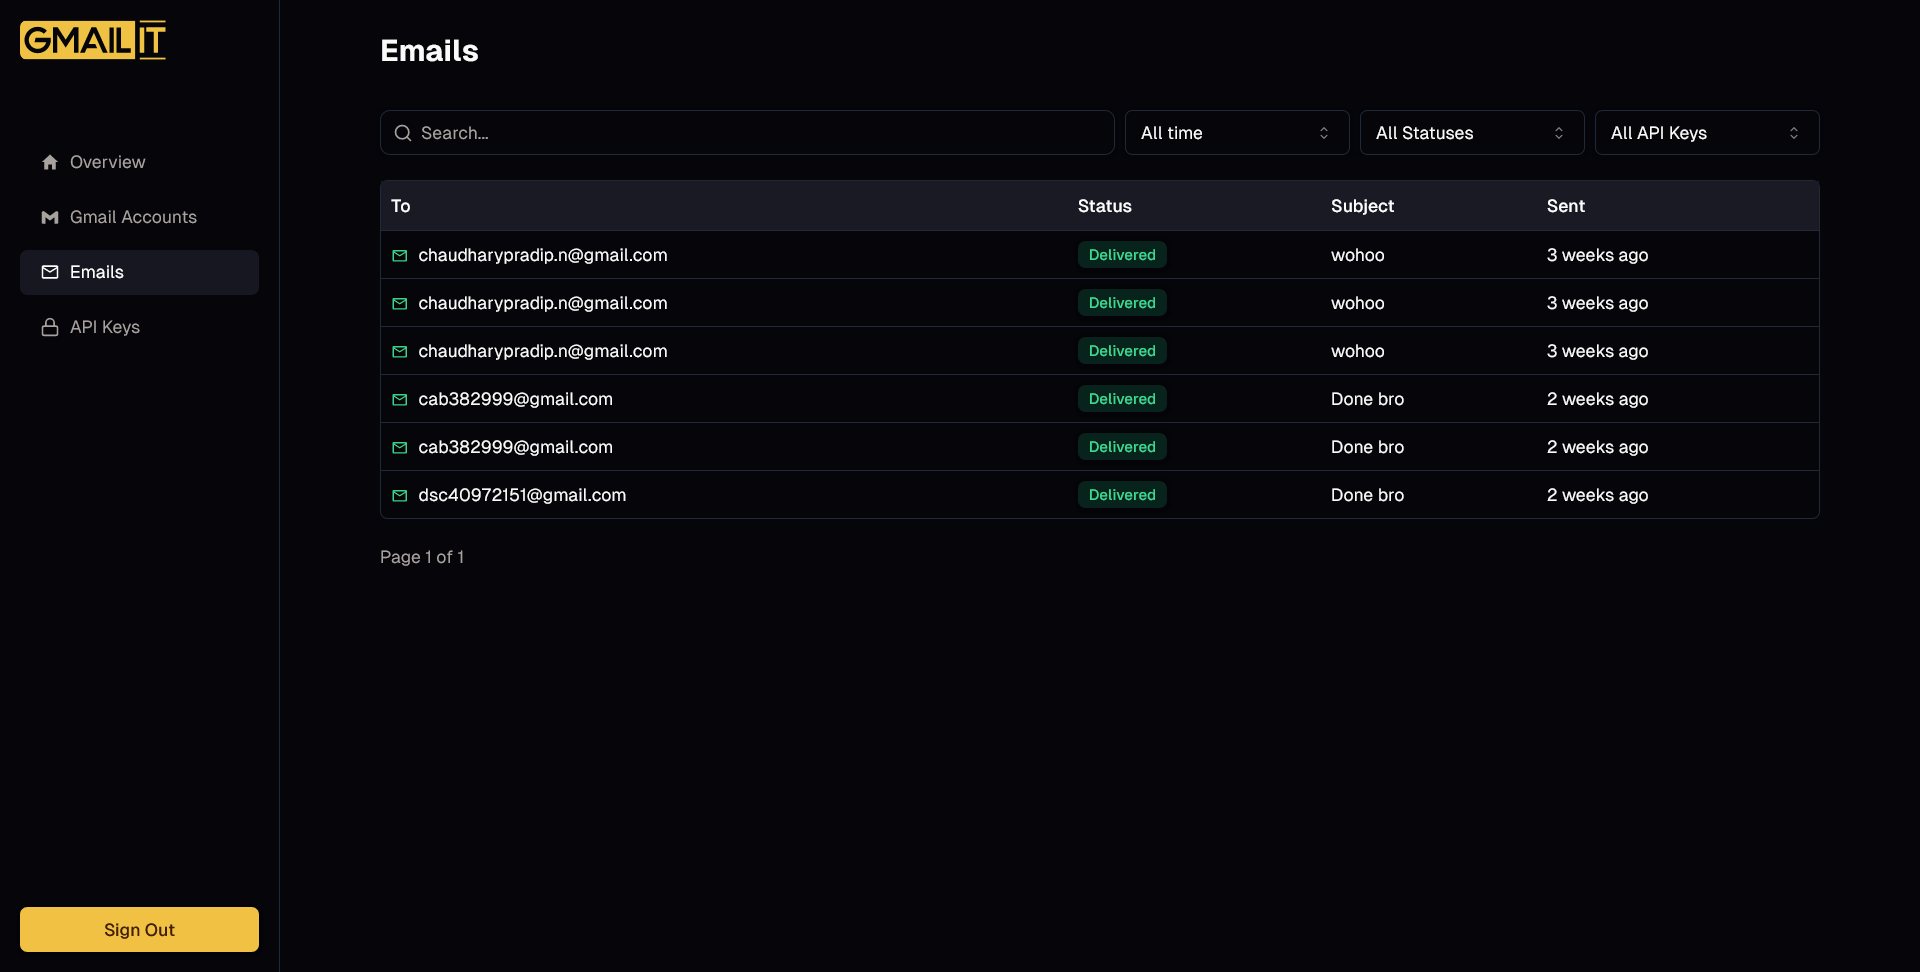 GMAILIT
Overview
Gmail Accounts
Emails
API Keys
Sign Out
Emails
Search...
All time
All Statuses
All API Keys
To Status Subject Sent
chaudharypradip.n@gmail.com Delivered wohoo 3 weeks ago
chaudharypradip.n@gmail.com Delivered wohoo 3 weeks ago
chaudharypradip.n@gmail.com Delivered wohoo 3 weeks ago
cab382999@gmail.com Delivered Done bro 2 weeks ago
cab382999@gmail.com Delivered Done bro 2 weeks ago
dsc40972151@gmail.com Delivered Done bro 2 weeks ago
Page 1 of 1